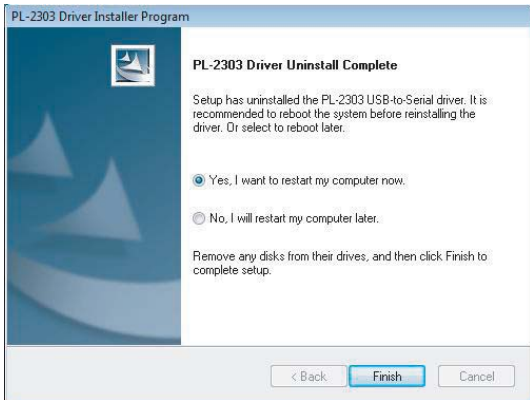 PL-2303 Driver Installer Program
PL-2303 Driver Uninstall Complete
Setup has uninstalled the PL-2303 USB-to-Serial driver. It is
recommended to reboot the system before reinstalling the
driver. Or select to reboot later.
Yes, I want to restart my computer now.
No, I will restart my computer later.
Remove any disks from their drives, and then click Finish to
complete setup.
< Back
Finish
Cancel